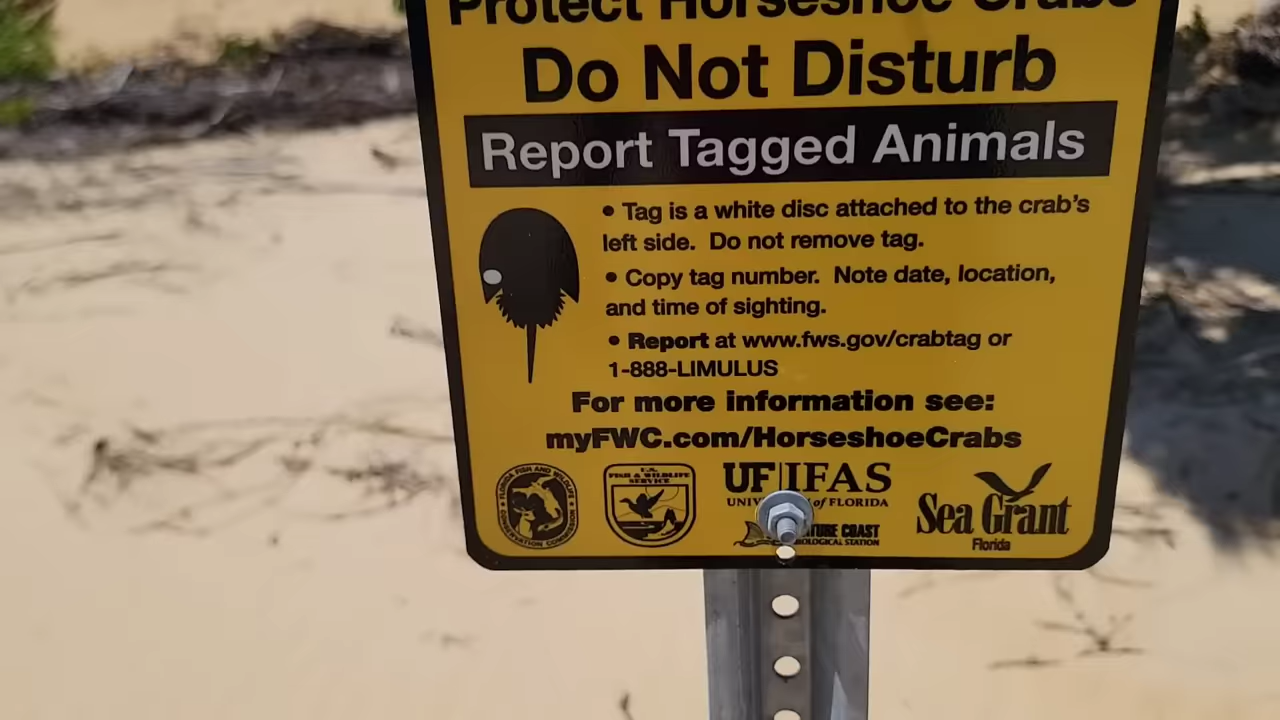 Protect Horseshoe Crabs
Do Not Disturb
Report Tagged Animals
• Tag is a white disc attached to the crab's
left side. Do not remove tag.
• Copy tag number. Note date, location,
and time of sighting.
• Report at www.fws.gov/crabtag or
1-888-LIMULUS
For more information see:
myFWC.com/HorseshoeCrabs
FLORIDA FISH AND WILDLIFE
CONSERVATION COMMISSION
U.S.
FISH & WILDLIFE
SERVICE
UF|IFAS
of FLORIDA
COAST
STATION
Sea Grant
Florida